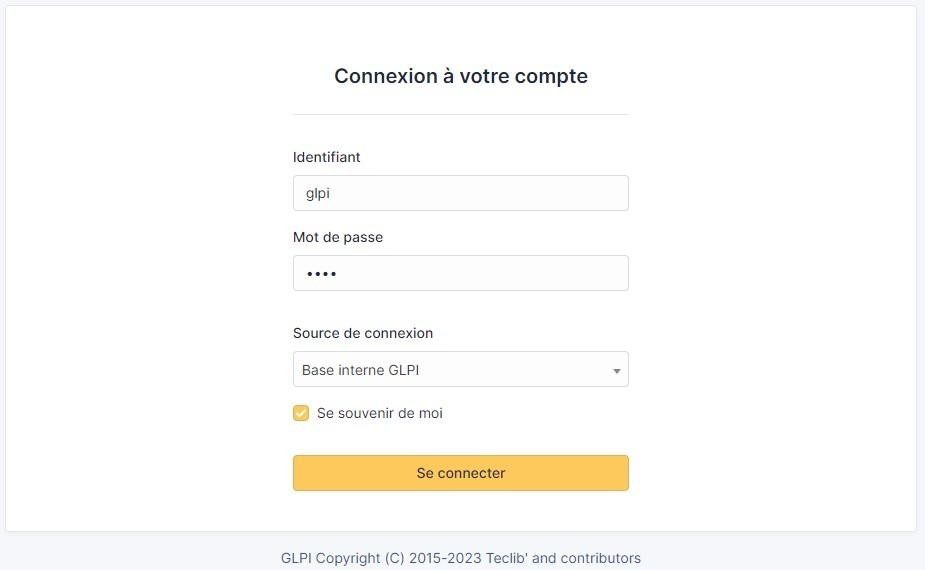 Connexion à votre compte
Identifiant
glpi
Mot de passe
••••
Source de connexion
Base interne GLPI
Se souvenir de moi
Se connecter
GLPI Copyright (C) 2015-2023 Teclib' and contributors